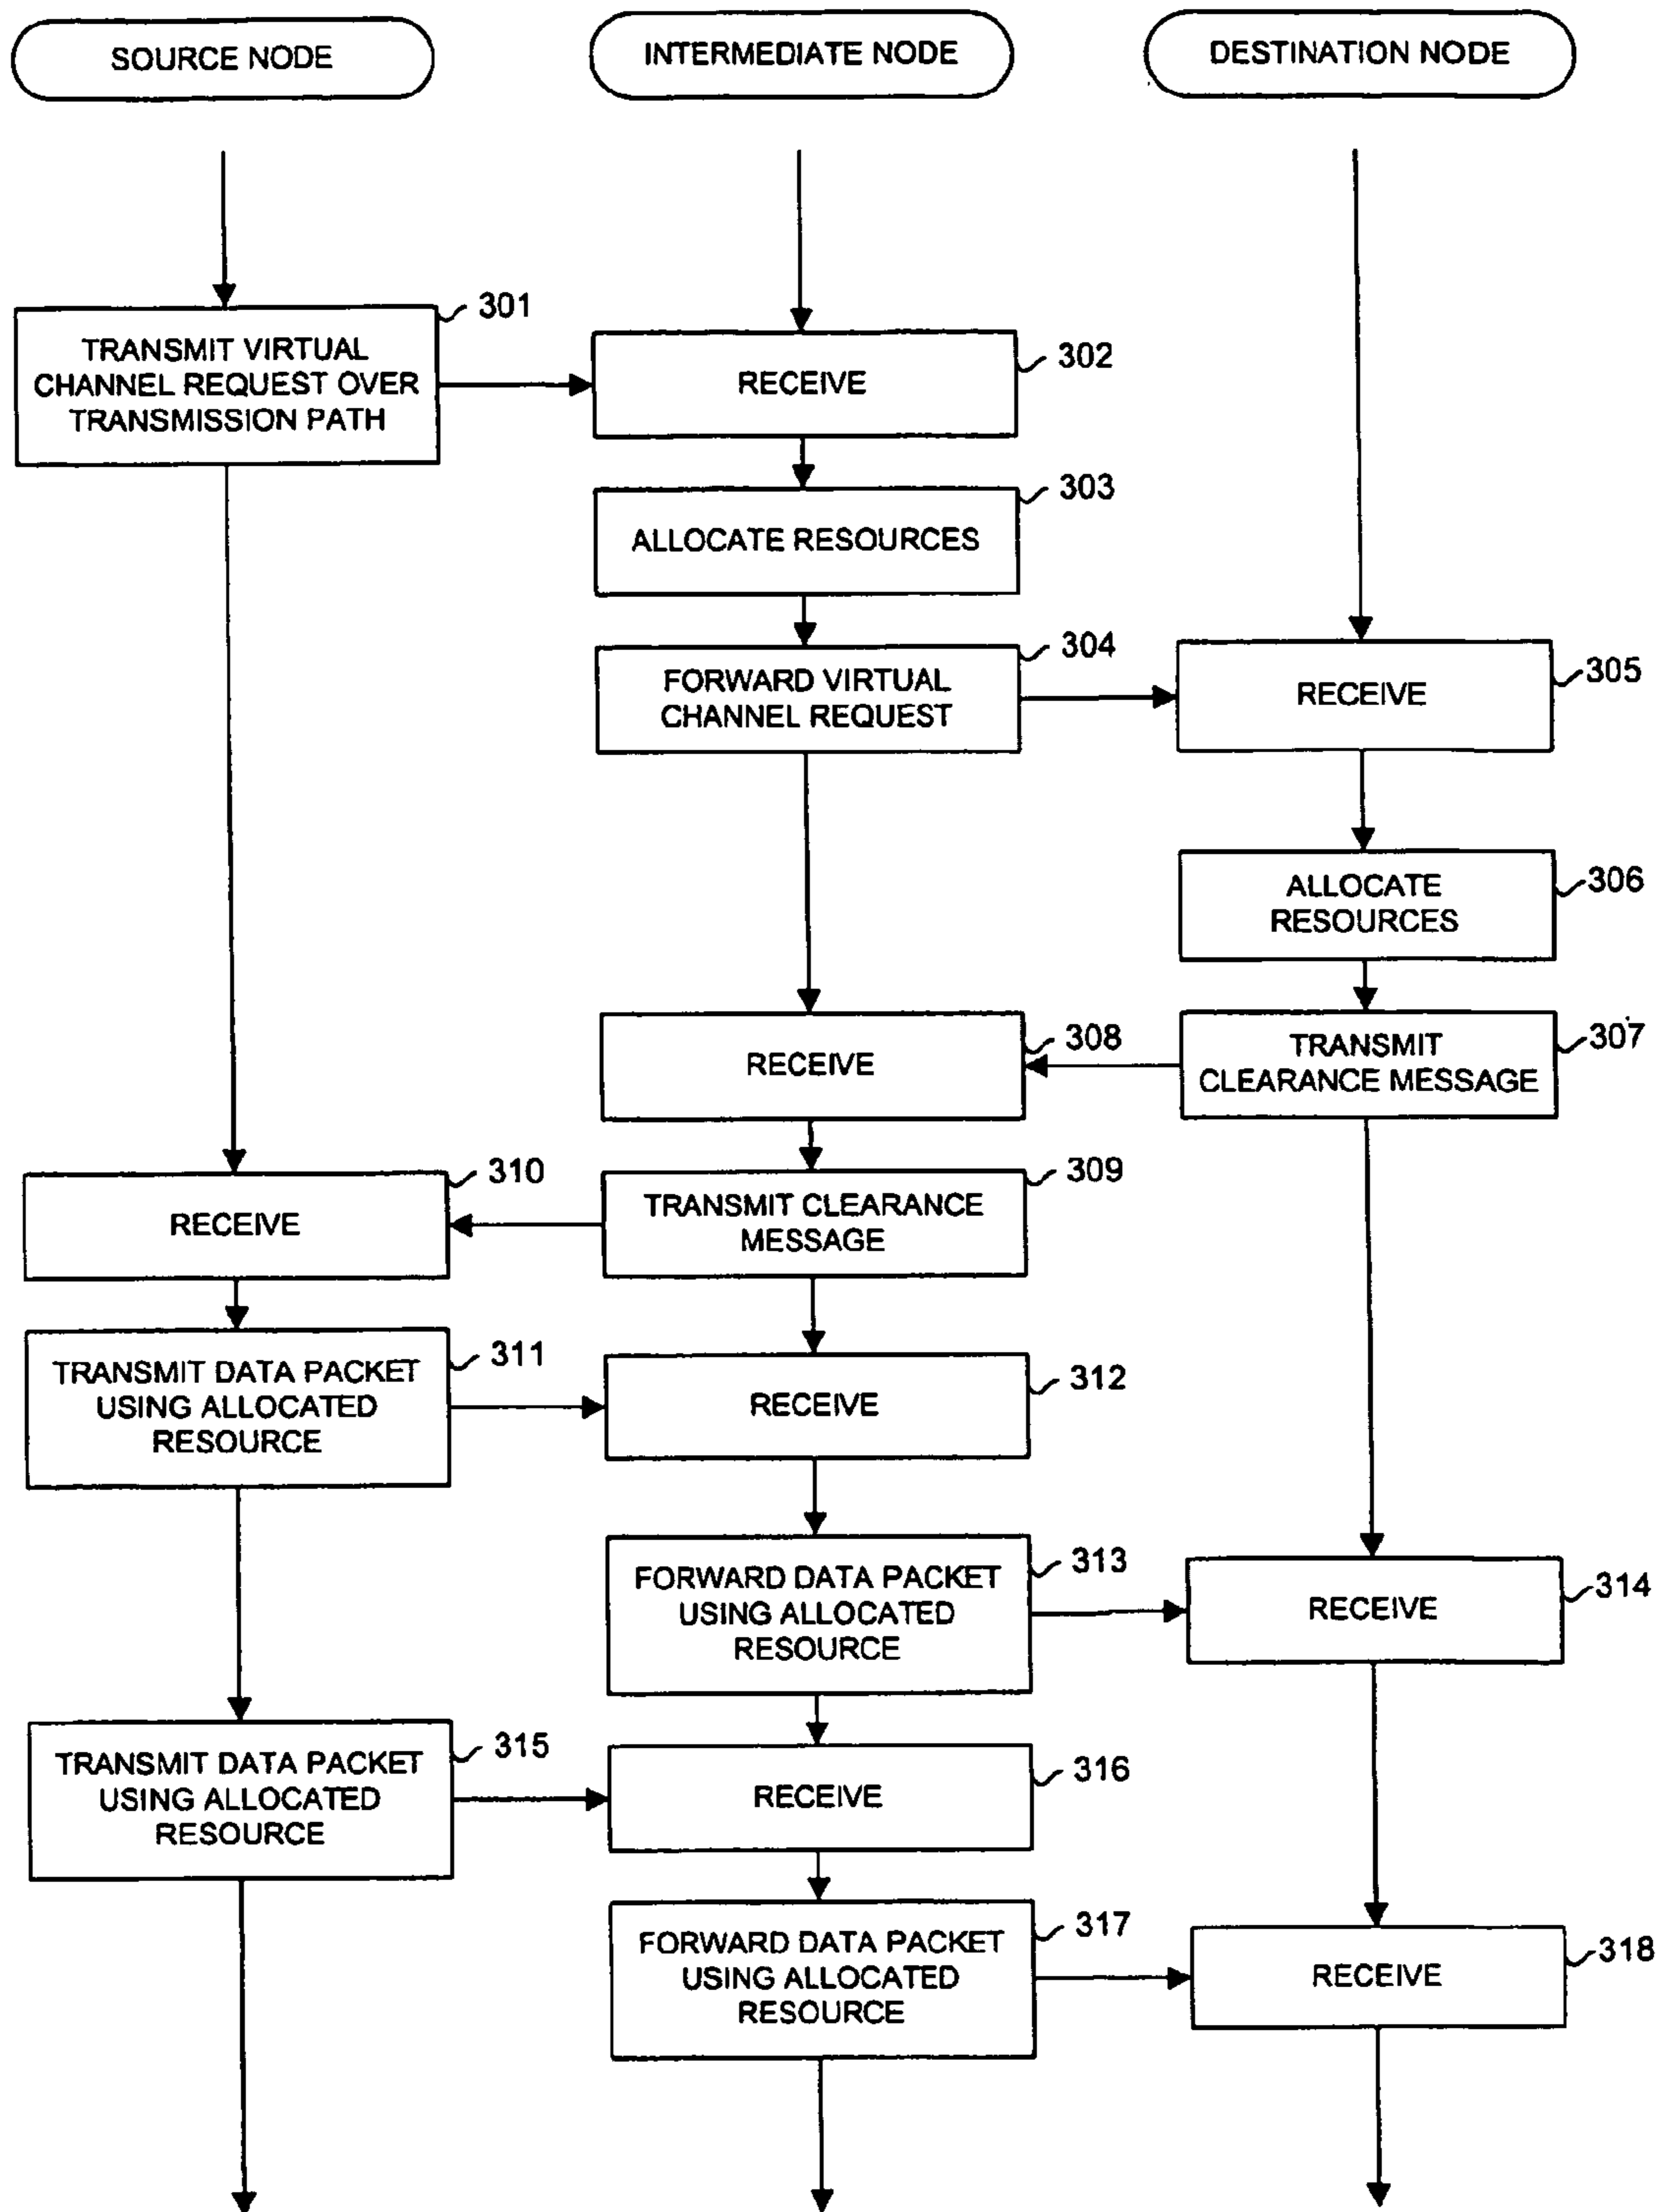 SOURCE NODE
INTERMEDIATE NODE
DESTINATION NODE
301
TRANSMIT VIRTUAL
CHANNEL REQUEST OVER
TRANSMISSION PATH
302
RECEIVE
303
ALLOCATE RESOURCES
304
FORWARD VIRTUAL
CHANNEL REQUEST
305
RECEIVE
306
ALLOCATE
RESOURCES
307
TRANSMIT
CLEARANCE MESSAGE
308
RECEIVE
309
TRANSMIT CLEARANCE
MESSAGE
310
RECEIVE
311
TRANSMIT DATA PACKET
USING ALLOCATED
RESOURCE
312
RECEIVE
313
FORWARD DATA PACKET
USING ALLOCATED
RESOURCE
314
RECEIVE
315
TRANSMIT DATA PACKET
USING ALLOCATED
RESOURCE
316
RECEIVE
317
FORWARD DATA PACKET
USING ALLOCATED
RESOURCE
318
RECEIVE